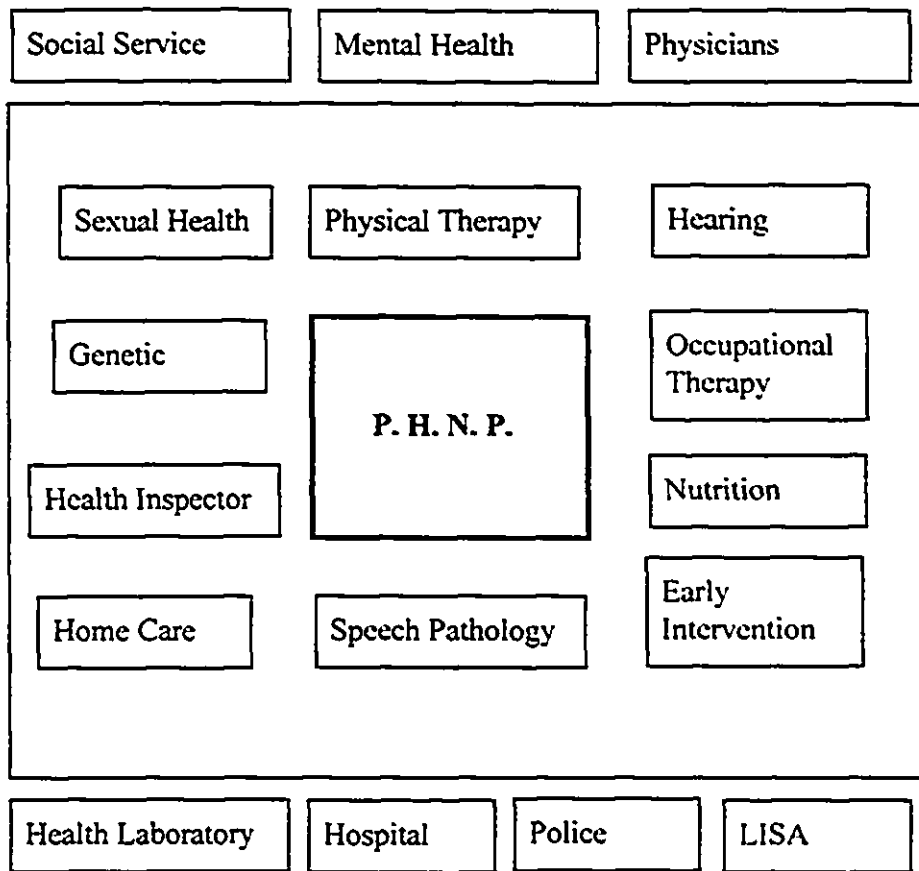 Social Service
Mental Health
Physicians
Sexual Health
Physical Therapy
Hearing
Genetic
Occupational
Therapy
P. H. N. P.
Health Inspector
Nutrition
Home Care
Speech Pathology
Early
Intervention
Health Laboratory
Hospital
Police
LISA